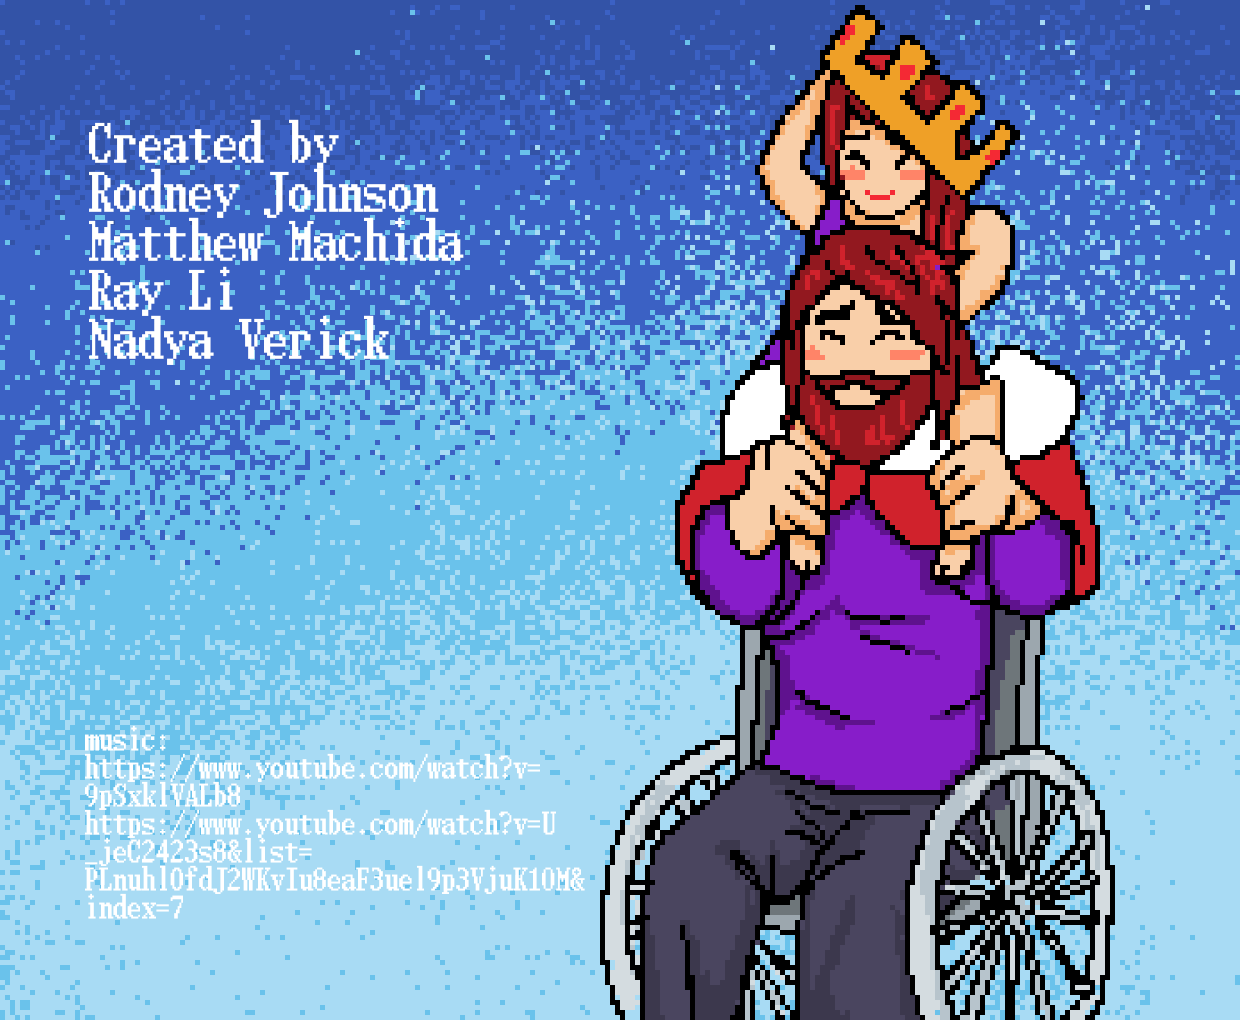 Created by
Rodney Johnson
Matthew Machida
Ray Li
Nadya Verick
music:
https://www.youtube.com/watch?v=
9pSxklVALb8
https://www.youtube.com/watch?v=U
_jeC2423s8&list=
PLnuhlOfdJ2WKvIu8eaF3uel9p3VjuK1OM&
index=7